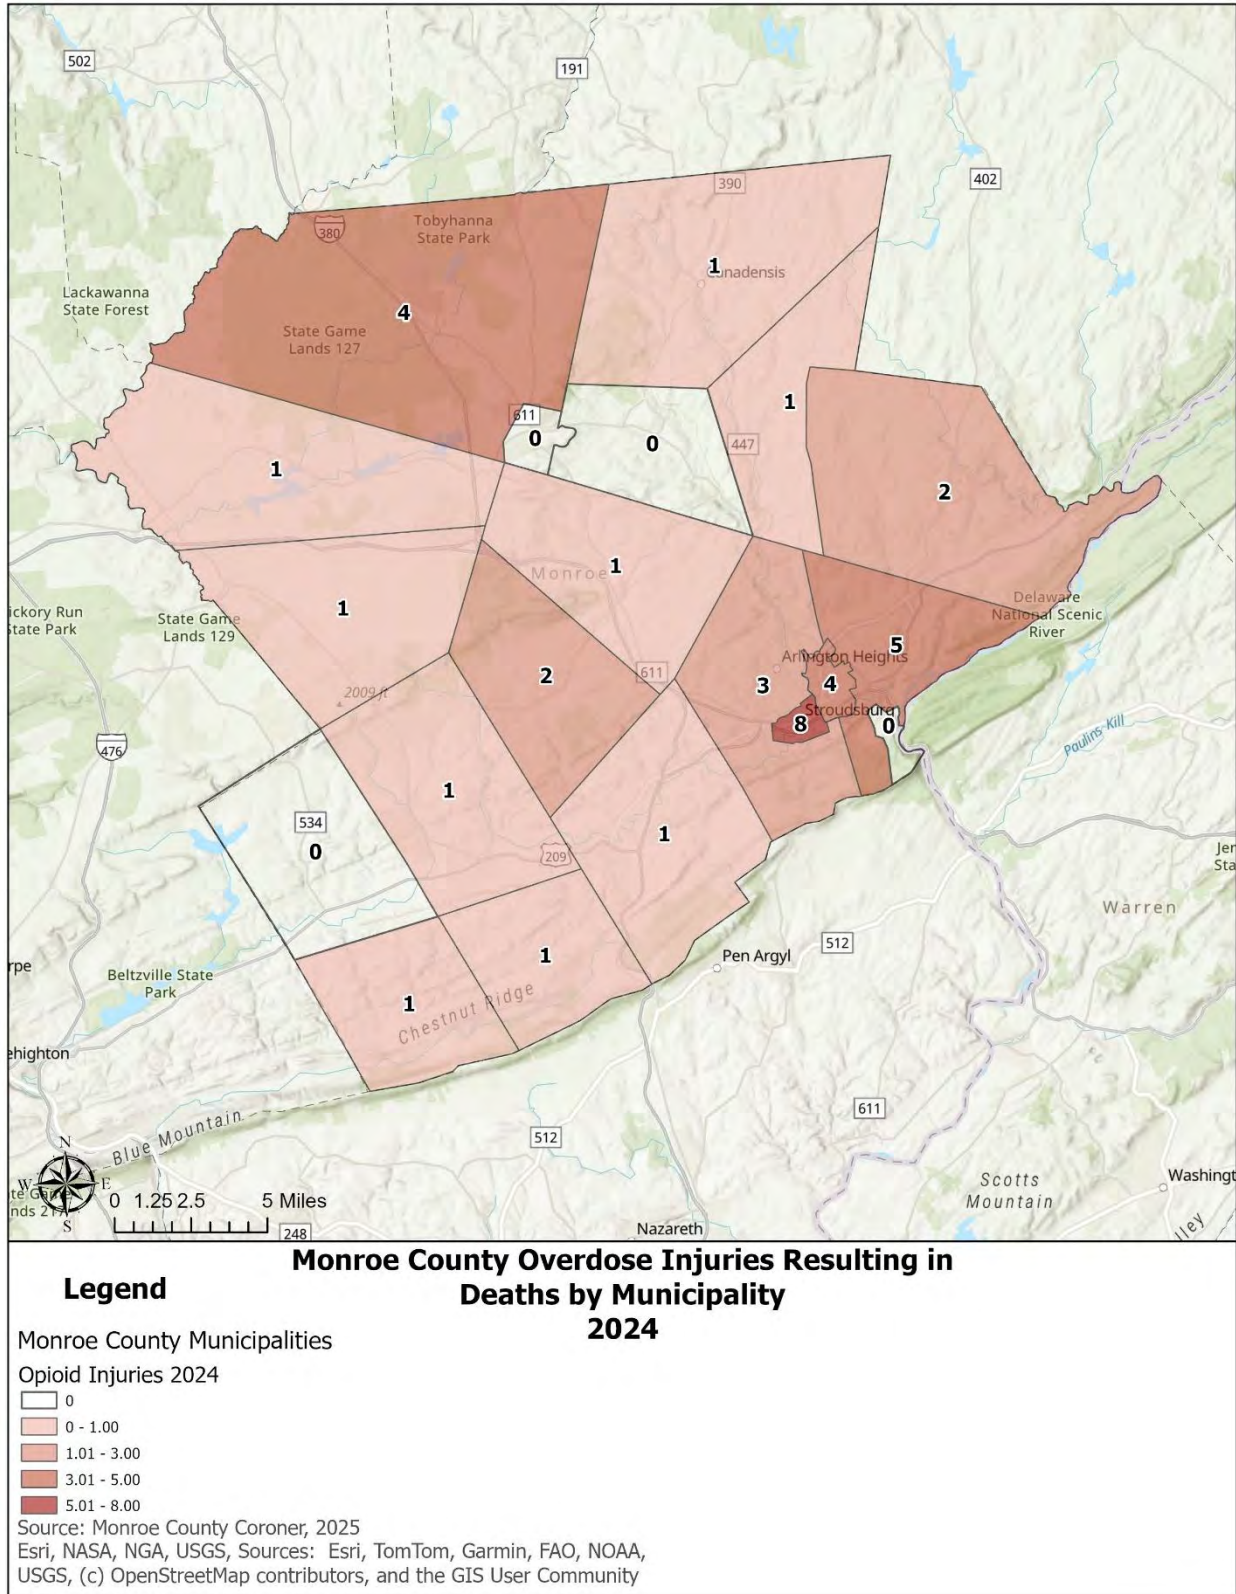 502
191
390
402
Tobyhanna
State Park
380
1
Canadensis
Lackawanna
State Forest
4
State Game
Lands 127
1
611
0
0
447
1
2
1
Monroe
ickory Run
State Park
State Game
Lands 129
1
Delaware
National Scenic
River
5
Arlington Heights
611
2
3
4
2009 ft
Stroudsburg
8
0
476
Paulins Kill
1
534
0
209
1
Jer
Sta
Warren
512
rpe
Beltzville State
Park
1
Pen Argyl
1
Chestnut Ridge
ehighton
611
Blue Mountain
512
N
W E
S
0 1.25 2.5 5 Miles
Scotts
Mountain
Washingt
lley
248
Nazareth
Monroe County Overdose Injuries Resulting in
Deaths by Municipality
2024
Legend
Monroe County Municipalities
Opioid Injuries 2024
0
0 - 1.00
1.01 - 3.00
3.01 - 5.00
5.01 - 8.00
Source: Monroe County Coroner, 2025
Esri, NASA, NGA, USGS, Sources: Esri, TomTom, Garmin, FAO, NOAA,
USGS, (c) OpenStreetMap contributors, and the GIS User Community